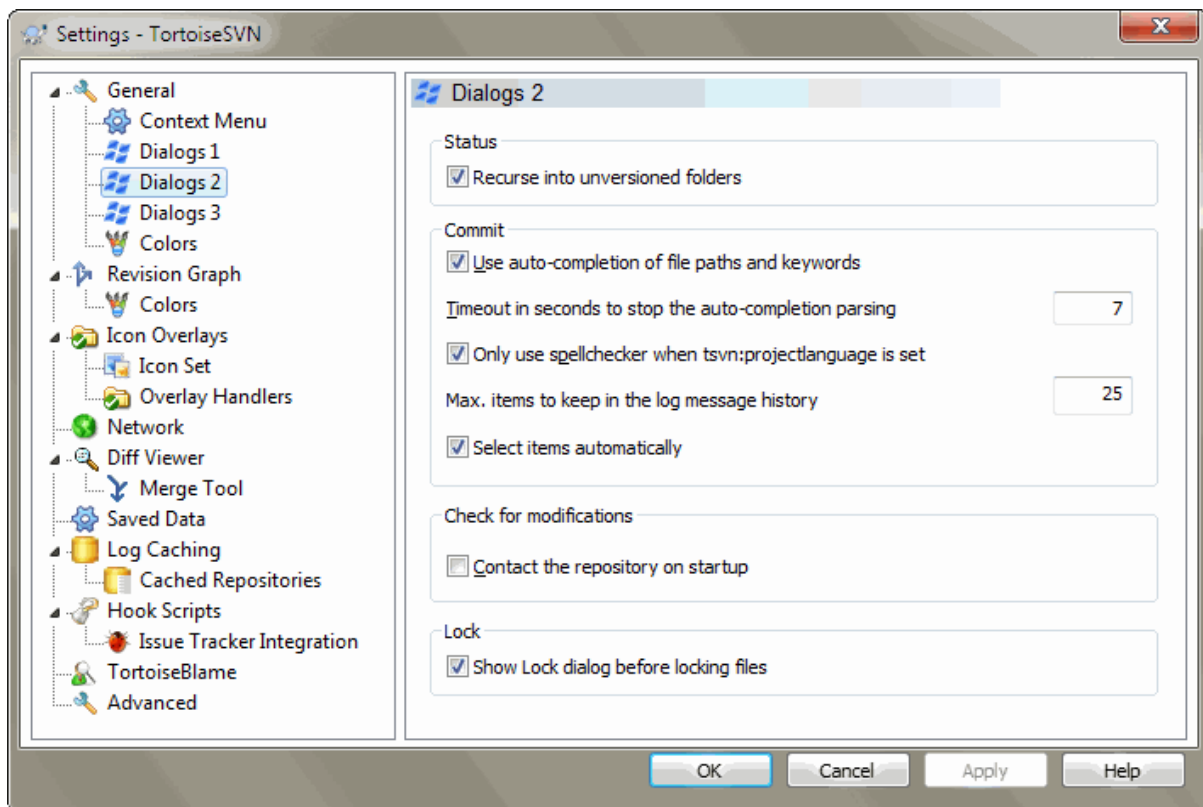 Settings - TortoiseSVN
General
Context Menu
Dialogs 1
Dialogs 2
Dialogs 3
Colors
Revision Graph
Colors
Icon Overlays
Icon Set
Overlay Handlers
Network
Diff Viewer
Merge Tool
Saved Data
Log Caching
Cached Repositories
Hook Scripts
Issue Tracker Integration
TortoiseBlame
Advanced
Dialogs 2
Status
Recurse into unversioned folders
Commit
Use auto-completion of file paths and keywords
Timeout in seconds to stop the auto-completion parsing 7
Only use spellchecker when tsvn:projectlanguage is set
Max. items to keep in the log message history 25
Select items automatically
Check for modifications
Contact the repository on startup
Lock
Show Lock dialog before locking files
OK Cancel Apply Help